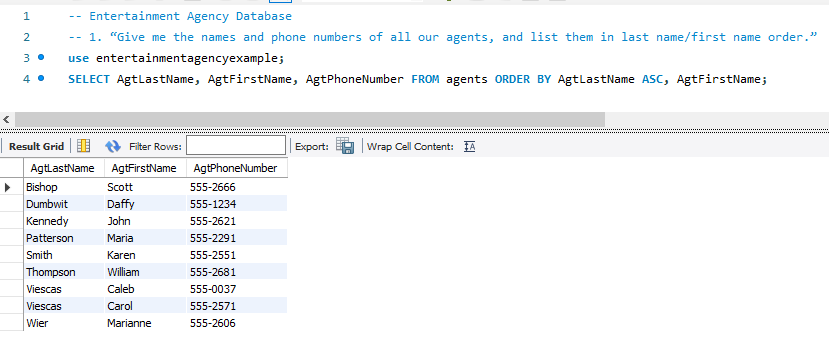 1 -- Entertainment Agency Database
2 -- 1. “Give me the names and phone numbers of all our agents, and list them in last name/first name order.”
3 use entertainmentagencyexample;
4 SELECT AgtLastName, AgtFirstName, AgtPhoneNumber FROM agents ORDER BY AgtLastName ASC, AgtFirstName;
Result Grid Filter Rows: Export: Wrap Cell Content: IA
AgtLastName AgtFirstName AgtPhoneNumber
Bishop Scott 555-2666
Dumbwit Daffy 555-1234
Kennedy John 555-2621
Patterson Maria 555-2291
Smith Karen 555-2551
Thompson William 555-2681
Viescas Caleb 555-0037
Viescas Carol 555-2571
Wier Marianne 555-2606